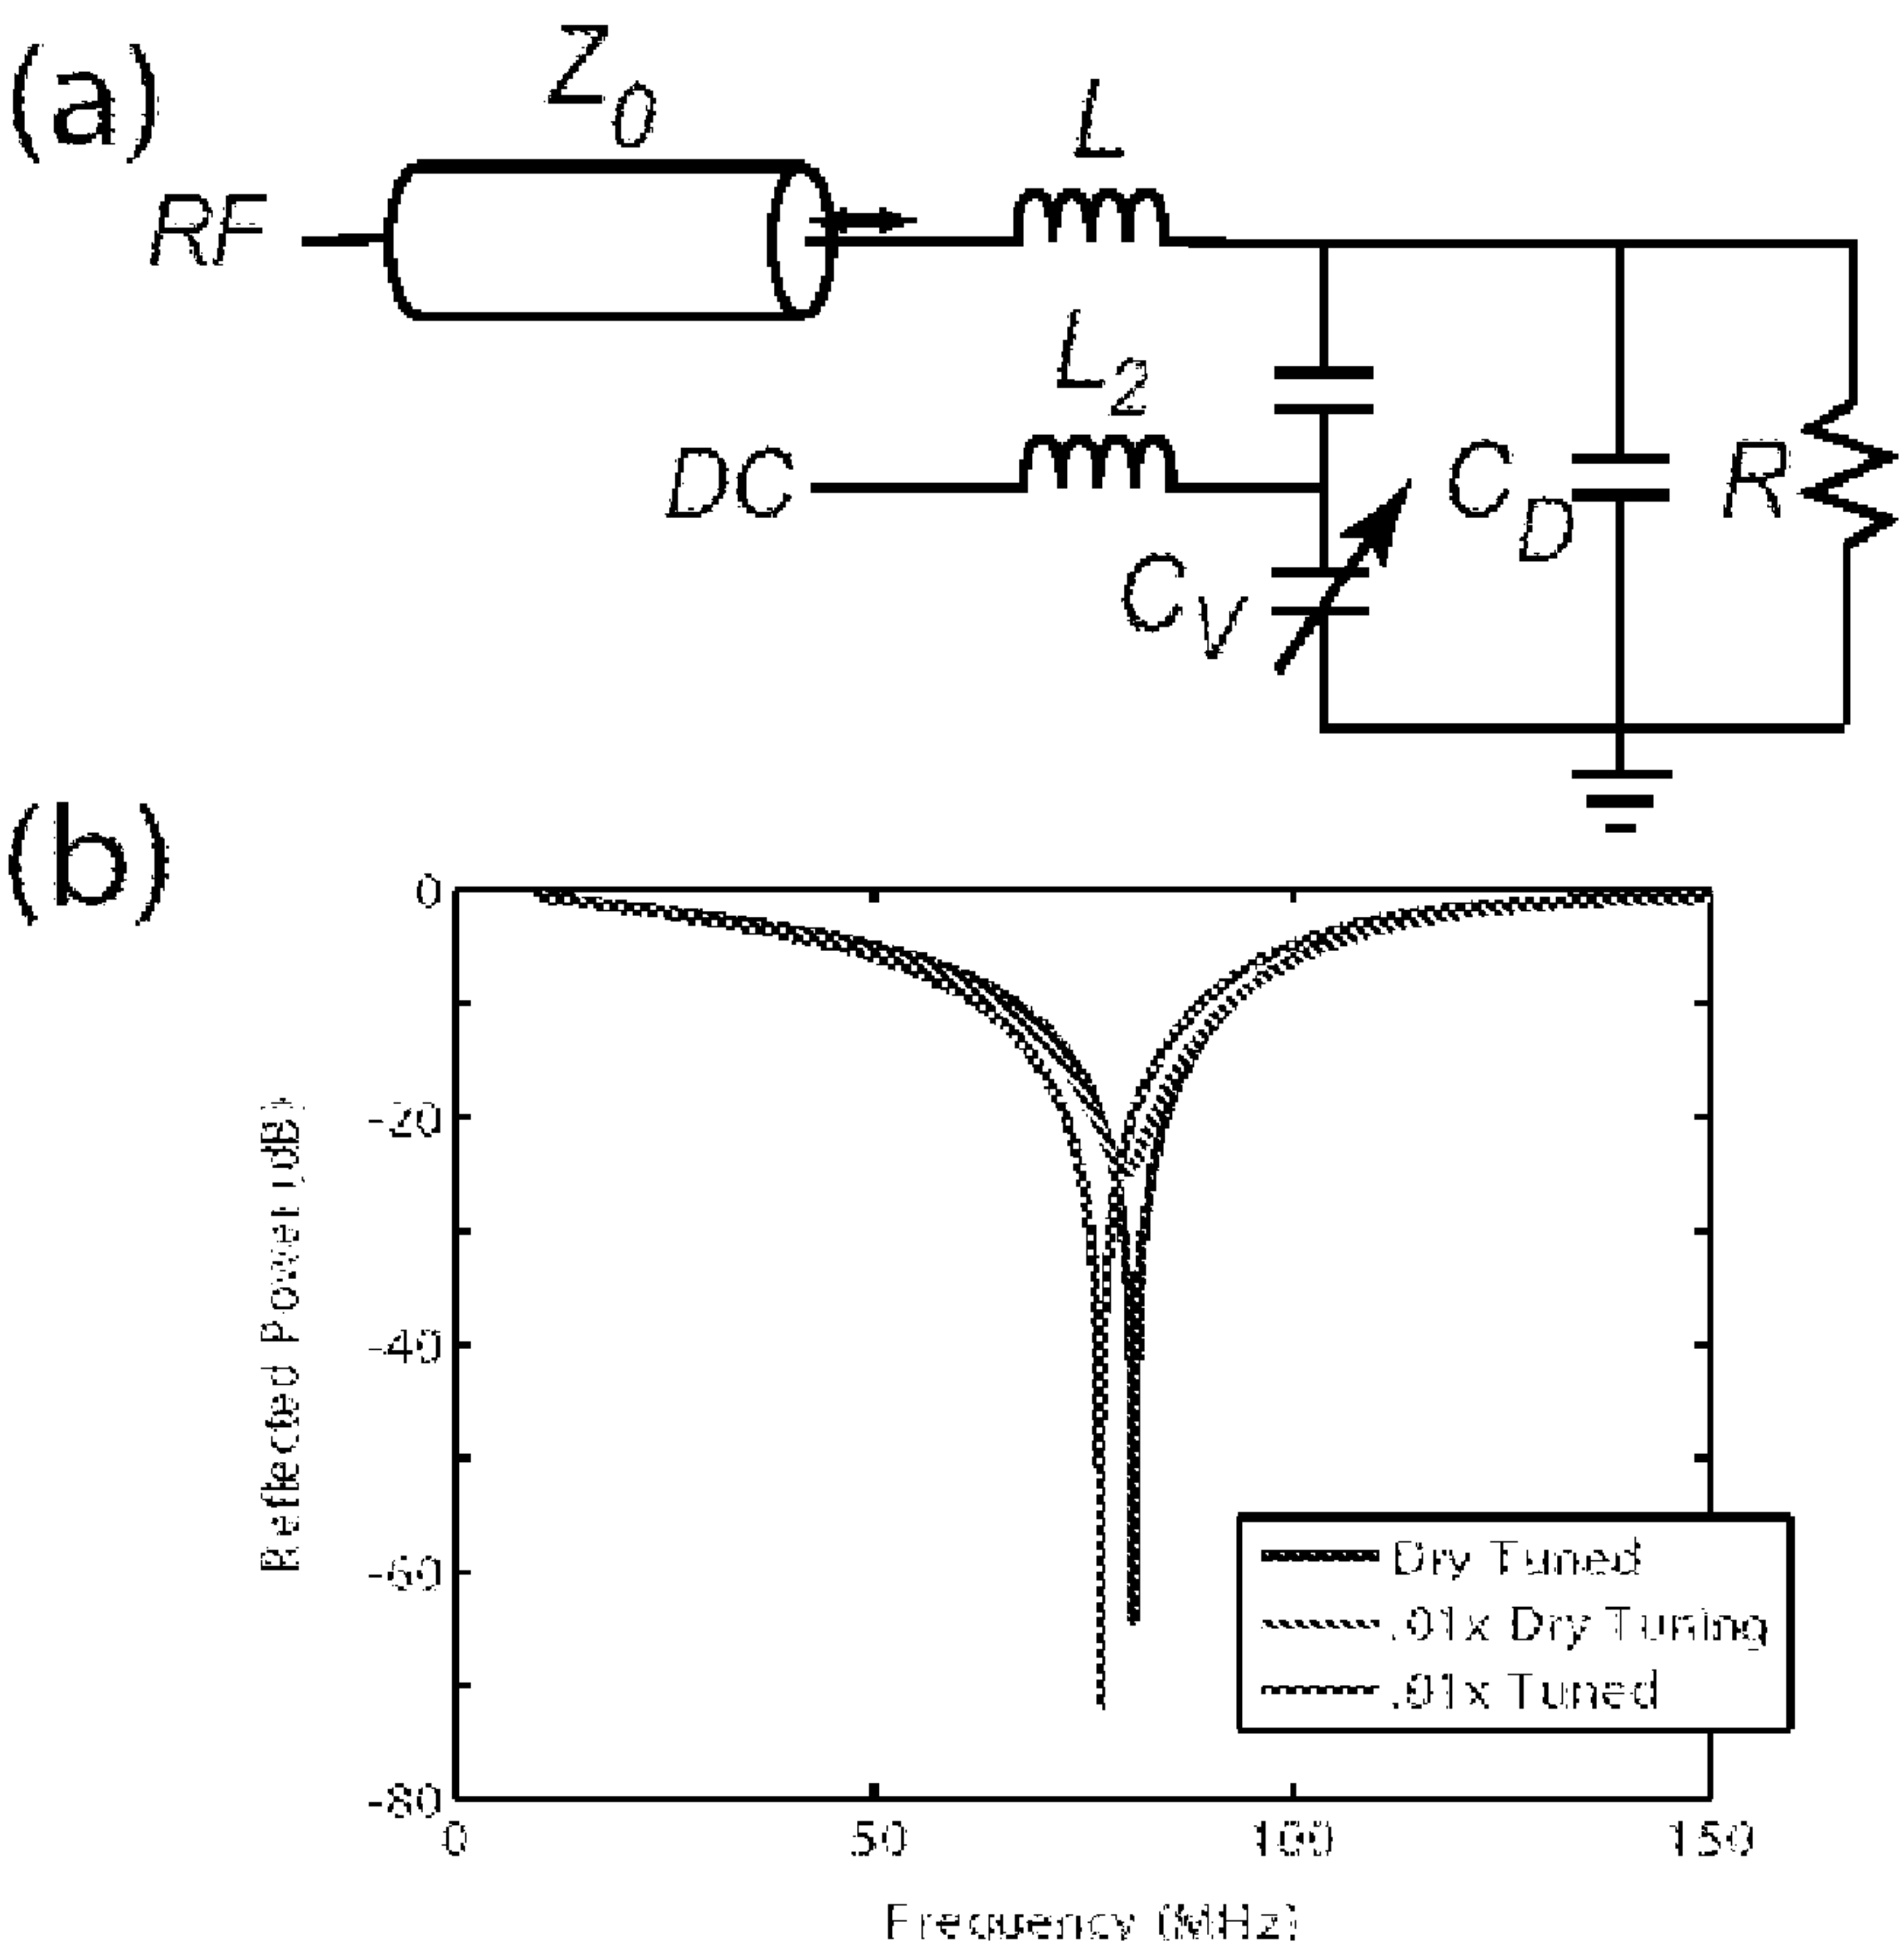 (a)
Z0
L
RF
L2
DC
CD
R
CV
(b)
0
-20
-40
-60
-80
0
50
100
150
Reflected Power (dB)
Frequency (MHz)
Dry Tuned
.01x Dry Tuning
.01x Tuned